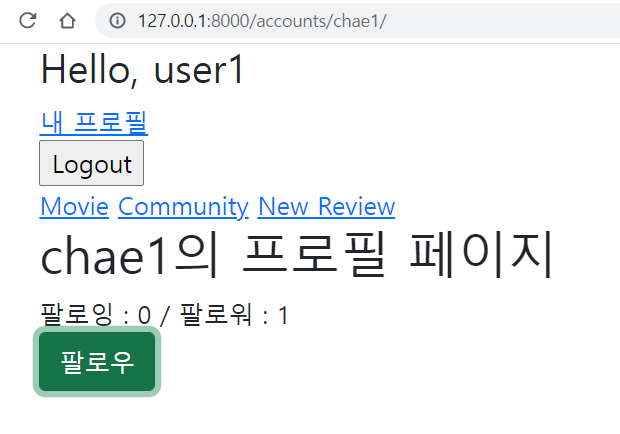 127.0.0.1:8000/accounts/chae1/
Hello, user1
내 프로필
Logout
Movie Community New Review
chae1의 프로필 페이지
팔로잉 : 0 / 팔로워 : 1
팔로우